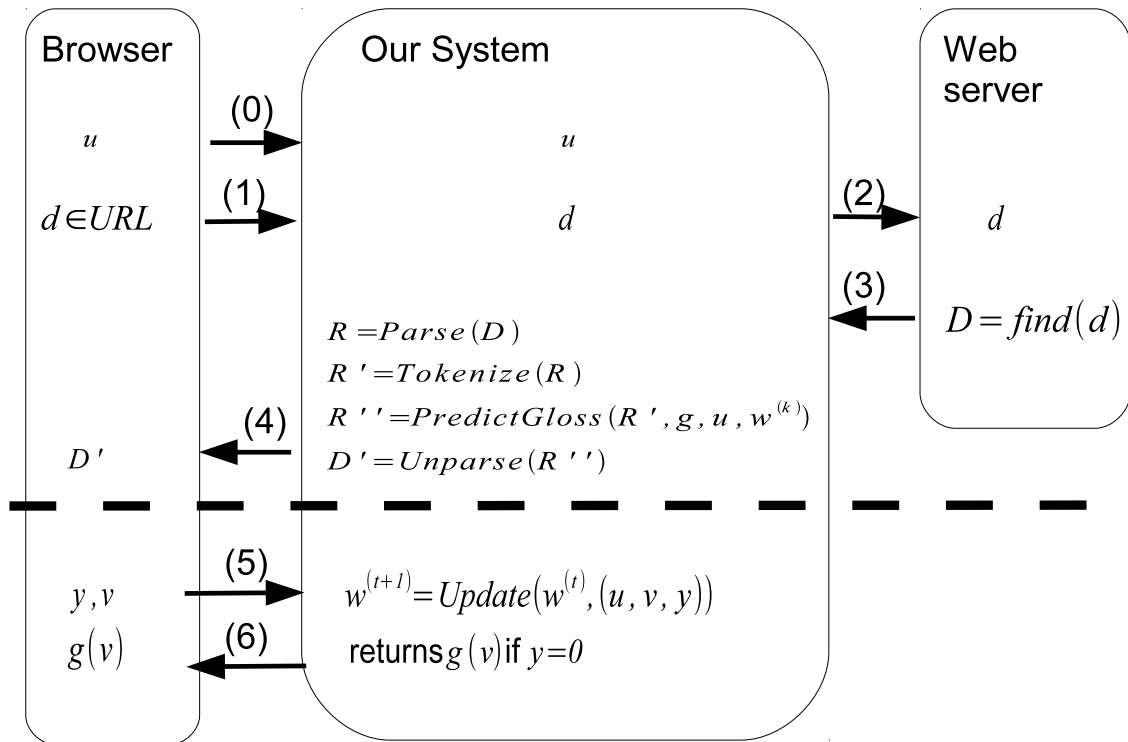 Browser
Our System
Web
server
(0)
u
u
(1)
d∈URL
d
(2)
d
(3)
D=find(d)
R=Parse(D)
R'=Tokenize(R)
R''=PredictGloss(R',g,u,w^(k))
(4)
D'
D'=Unparse(R'')
(5)
y,v
w^(t+1)=Update(w^(t),(u,v,y))
(6)
g(v)
returns g(v) if y=0